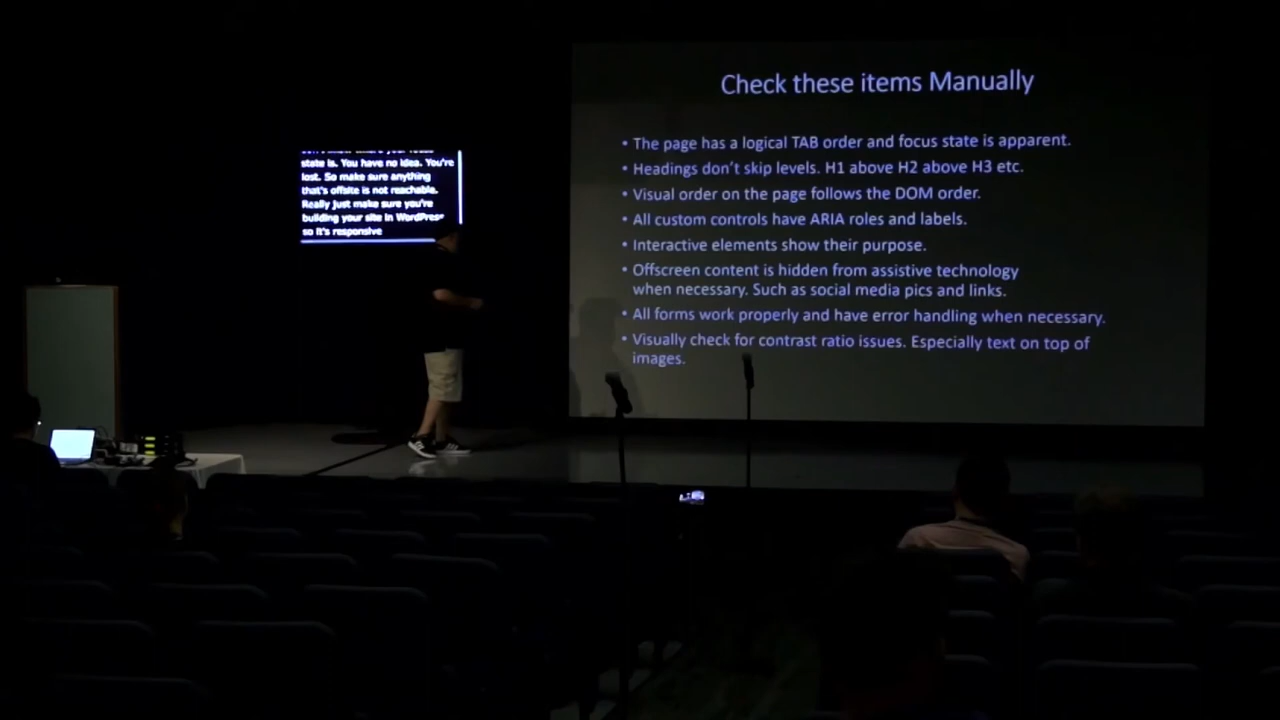 state is. You have no idea. You're
lost. So make sure anything
that's offsite is not reachable.
Really just make sure you're
building your site in WordPress
so it's responsive
Check these items Manually
• The page has a logical TAB order and focus state is apparent.
• Headings don't skip levels. H1 above H2 above H3 etc.
• Visual order on the page follows the DOM order.
• All custom controls have ARIA roles and labels.
• Interactive elements show their purpose.
• Offscreen content is hidden from assistive technology
when necessary. Such as social media pics and links.
• All forms work properly and have error handling when necessary.
• Visually check for contrast ratio issues. Especially text on top of
images.